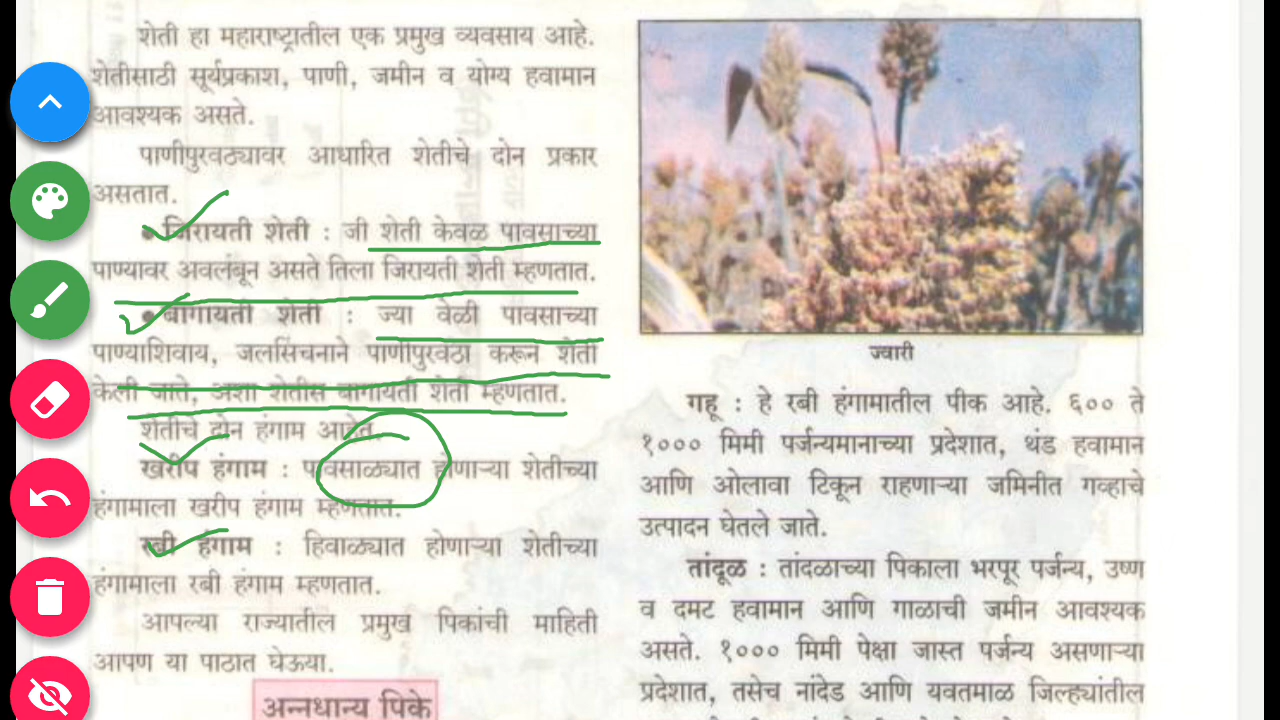 शेती हा महाराष्ट्रातील एक प्रमुख व्यवसाय आहे.
शेतीसाठी सूर्यप्रकाश, पाणी, जमीन व योग्य हवामान
आवश्यक असते.
पाणीपुरवठ्यावर आधारित शेतीचे दोन प्रकार
असतात.
● जिरायती शेती : जी शेती केवळ पावसाच्या
पाण्यावर अवलंबून असते तिला जिरायती शेती म्हणतात.
● बागायती शेती : ज्या वेळी पावसाच्या
पाण्याशिवाय, जलसिंचनाने पाणीपुरवठा करून शेती
केली जाते, अशा शेतीस बागायती शेती म्हणतात.
शेतीचे दोन हंगाम आहेत.
खरीप हंगाम : पावसाळ्यात होणाऱ्या शेतीच्या
हंगामाला खरीप हंगाम म्हणतात.
रबी हंगाम : हिवाळ्यात होणाऱ्या शेतीच्या
हंगामाला रबी हंगाम म्हणतात.
आपल्या राज्यातील प्रमुख पिकांची माहिती
आपण या पाठात घेऊया.
अन्नधान्य पिके
ज्वारी
गहू : हे रबी हंगामातील पीक आहे. ६०० ते
१००० मिमी पर्जन्यमानाच्या प्रदेशात, थंड हवामान
आणि ओलावा टिकून राहणाऱ्या जमिनीत गव्हाचे
उत्पादन घेतले जाते.
तांदूळ : तांदळाच्या पिकाला भरपूर पर्जन्य, उष्ण
व दमट हवामान आणि गाळाची जमीन आवश्यक
असते. १००० मिमी पेक्षा जास्त पर्जन्य असणाऱ्या
प्रदेशात, तसेच नांदेड आणि यवतमाळ जिल्ह्यांतील